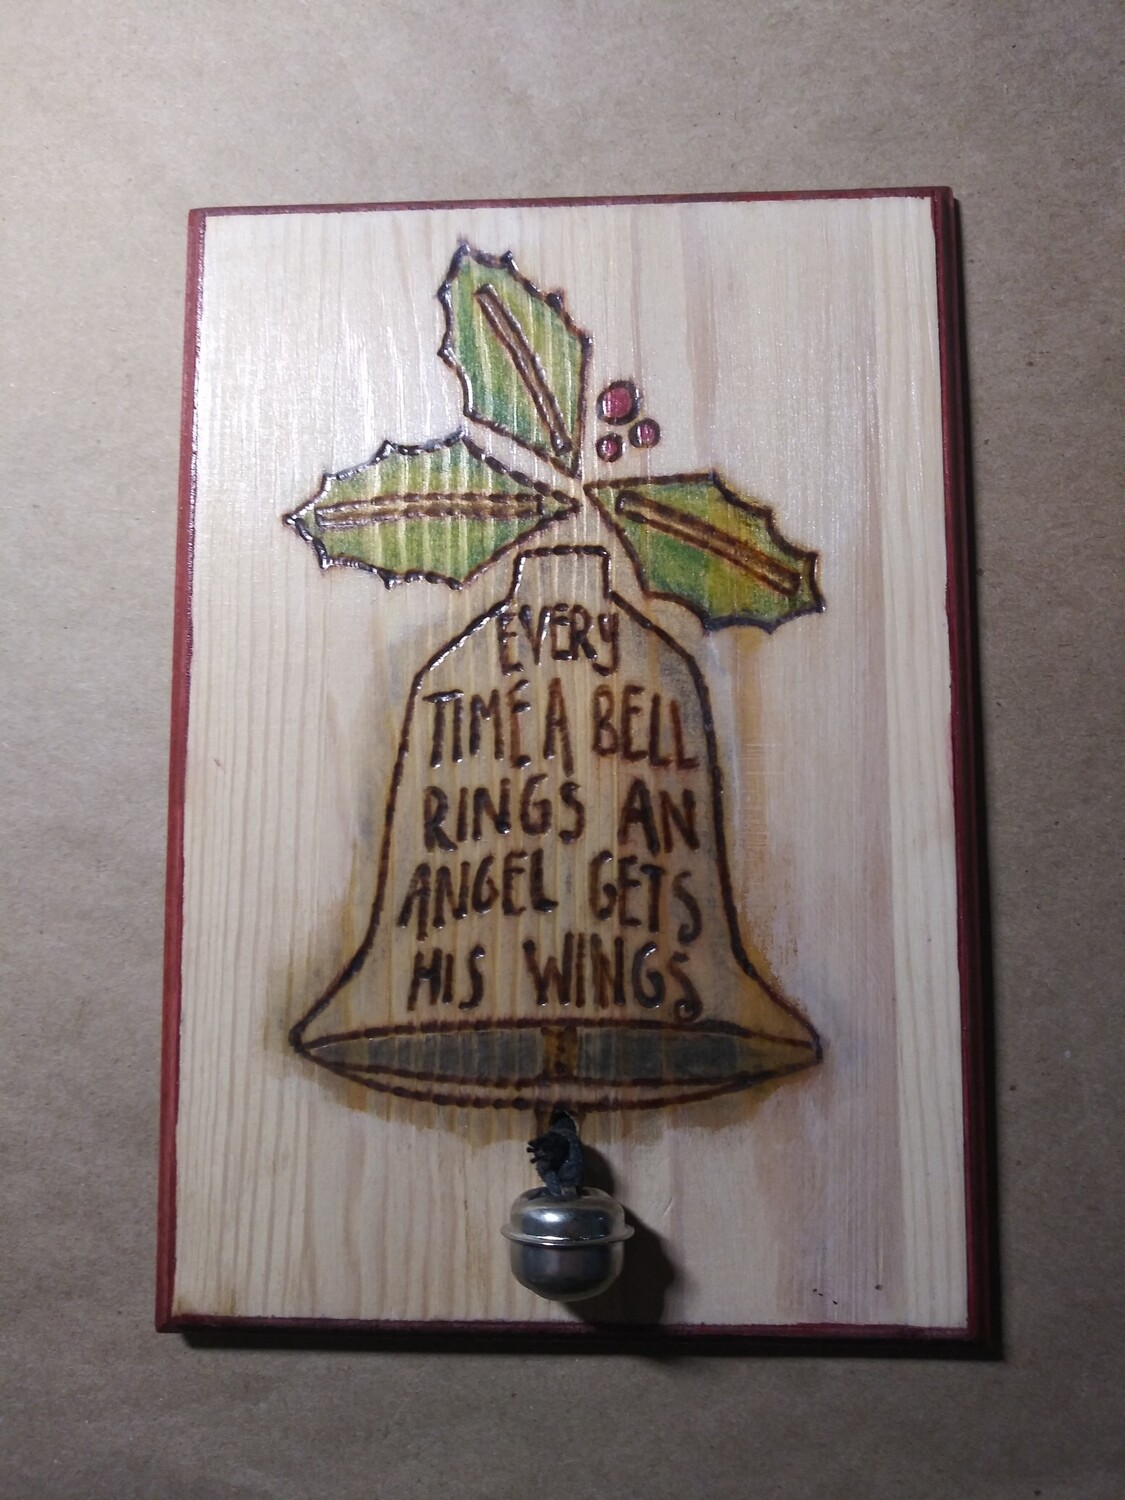 EVERY
TIME A BELL
RINGS AN
ANGEL GETS
HIS WINGS